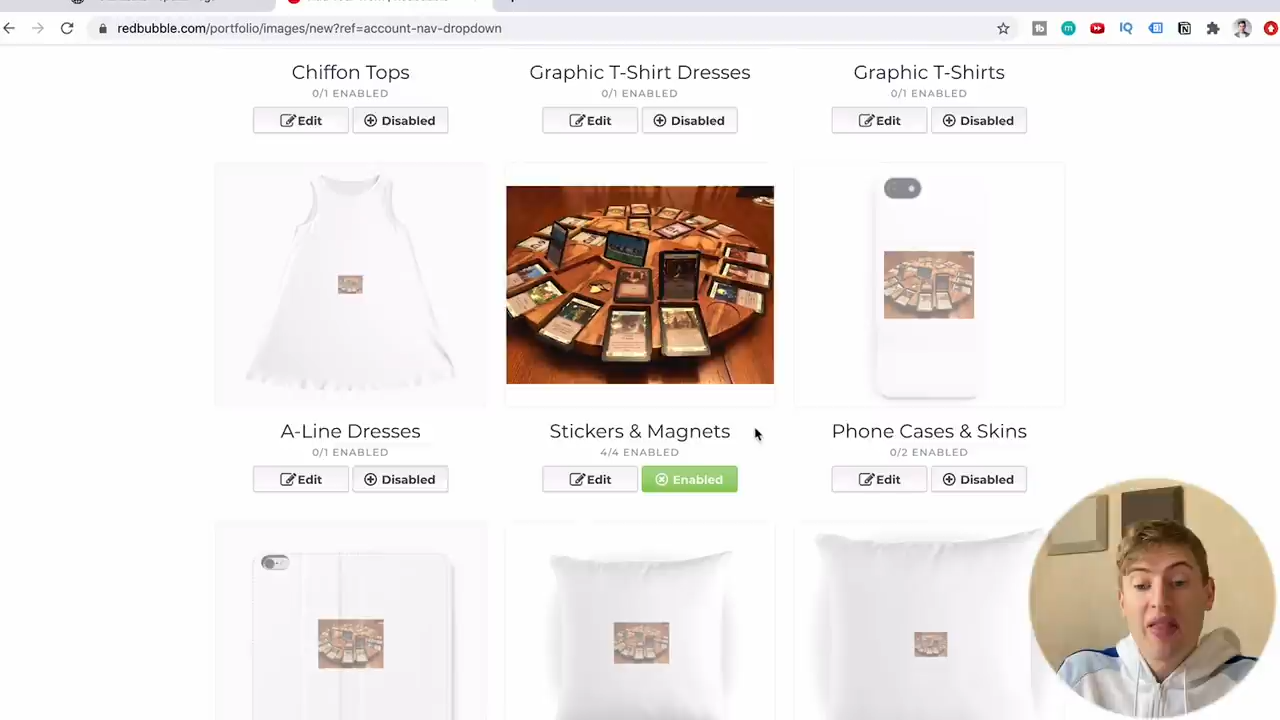 redbubble.com/portfolio/images/new?ref=account-nav-dropdown
Chiffon Tops
Graphic T-Shirt Dresses
Graphic T-Shirts
0/1 ENABLED
0/1 ENABLED
0/1 ENABLED
Edit
Disabled
Edit
Disabled
Edit
Disabled
A-Line Dresses
Stickers & Magnets
Phone Cases & Skins
0/1 ENABLED
4/4 ENABLED
0/2 ENABLED
Edit
Disabled
Edit
Enabled
Edit
Disabled